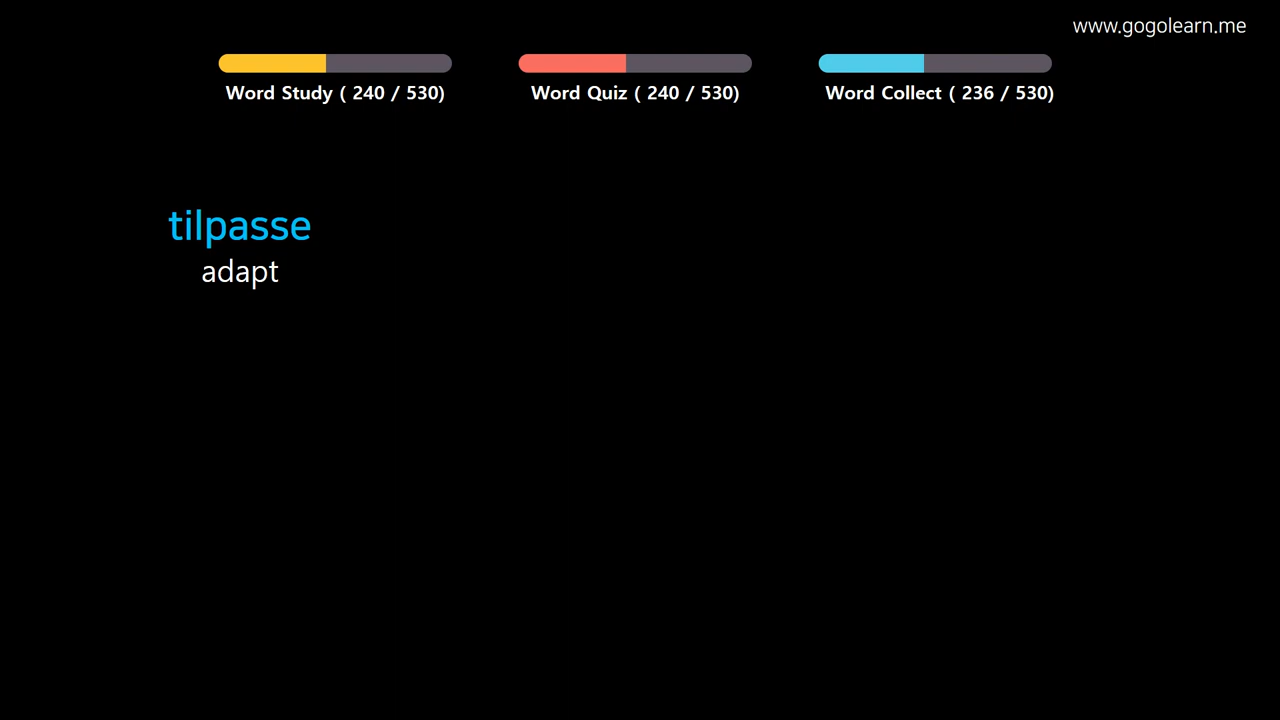 www.gogolearn.me
Word Study ( 240 / 530)
Word Quiz ( 240 / 530)
Word Collect ( 236 / 530)
tilpasse
adapt